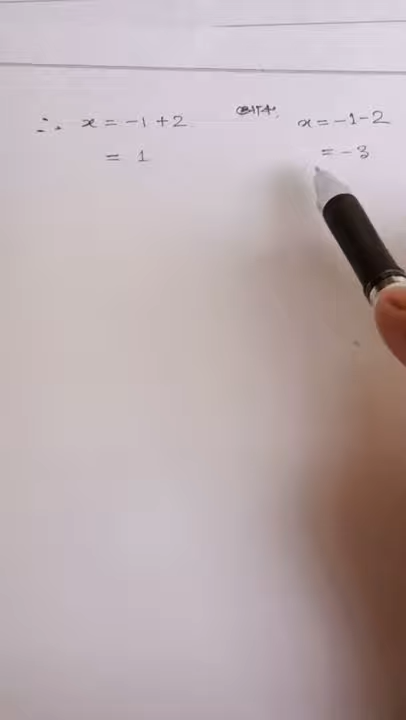 ∴ x = -1 + 2 x = -1 - 2
= 1 = -3